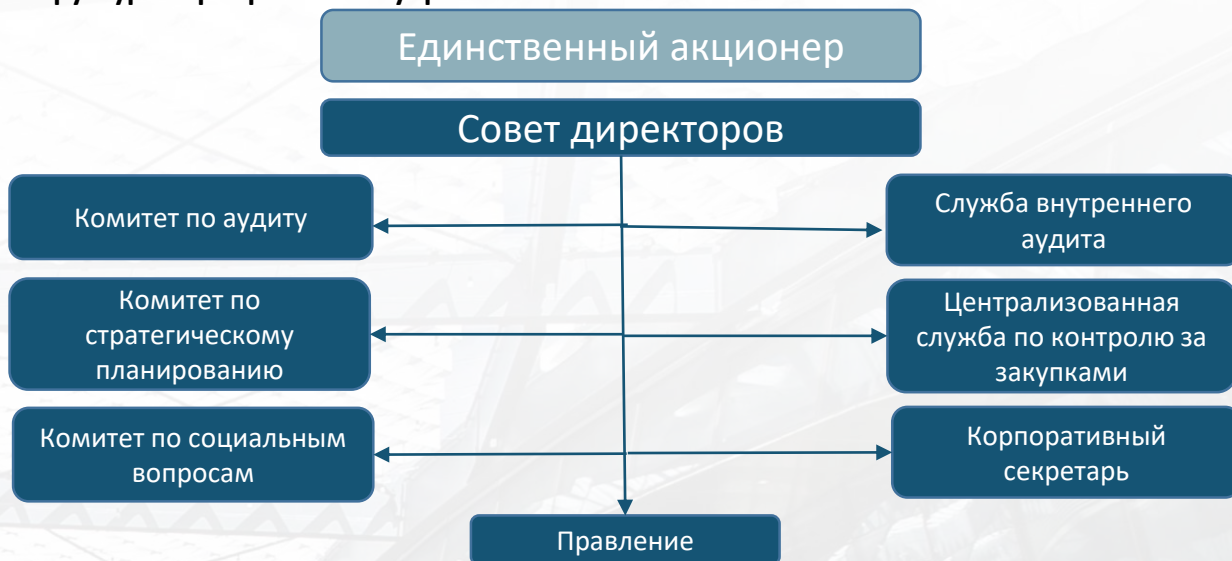 Единственный акционер
Совет директоров
Комитет по аудиту
Служба внутреннего
аудита
Комитет по
стратегическому
планированию
Централизованная
служба по контролю за
закупками
Комитет по социальным
вопросам
Корпоративный
секретарь
Правление